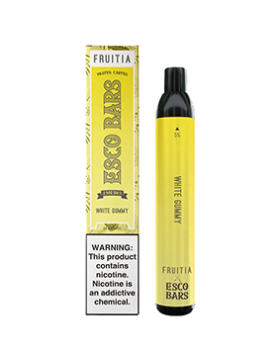 FRUITIA
ESCO BARS
WHITE GUMMY
WARNING:
This product
contains
nicotine.
Nicotine is
an addictive
chemical.
5%
WHITE GUMMY
FRUITIA
X
ESCO
BARS